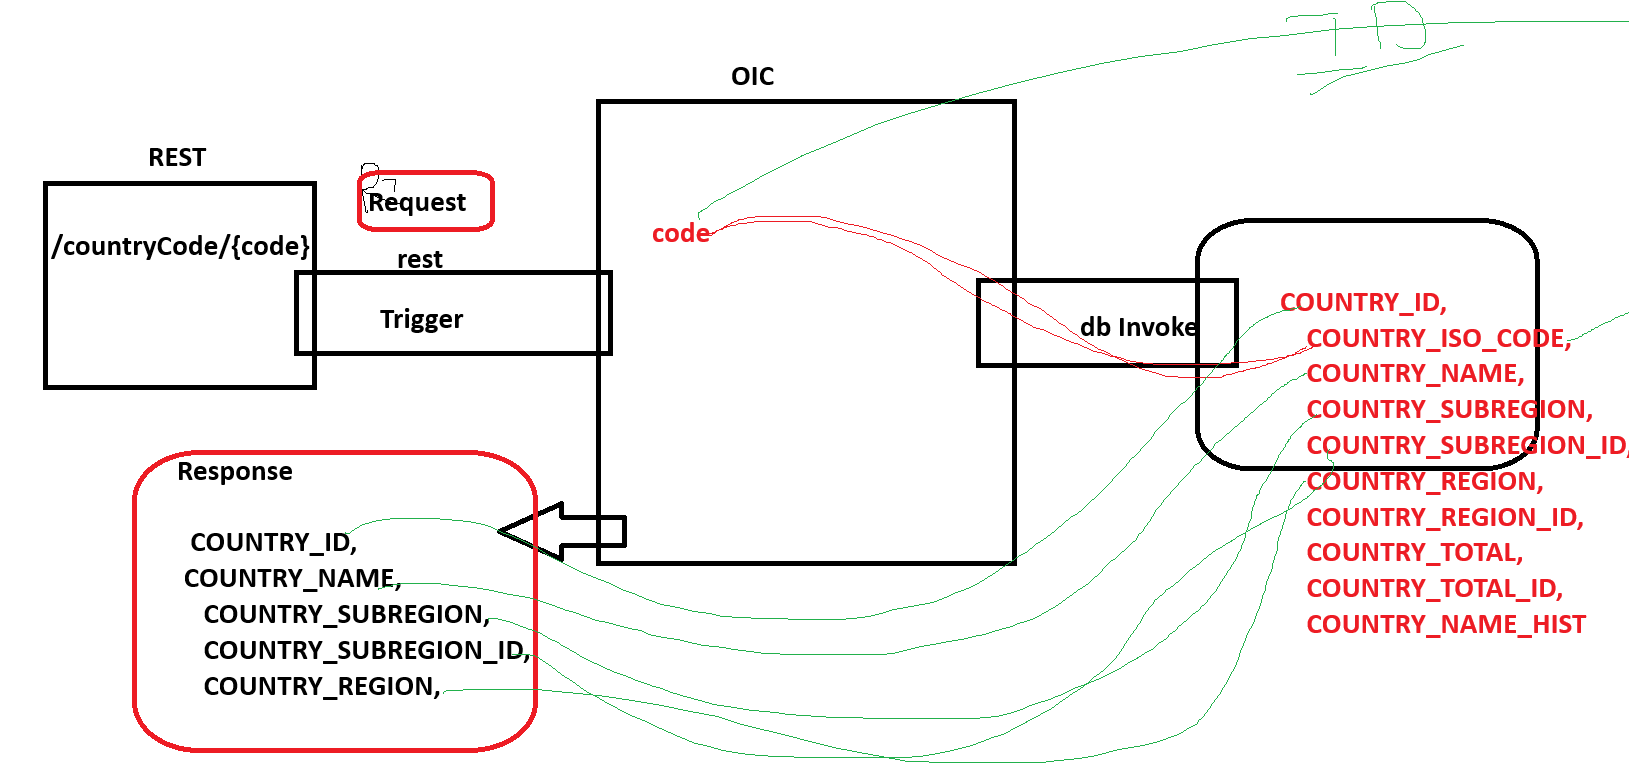 OIC
ID
REST
/countryCode/{code}
Request
rest
Trigger
code
db Invoke
COUNTRY_ID,
COUNTRY_ISO_CODE,
COUNTRY_NAME,
COUNTRY_SUBREGION,
COUNTRY_SUBREGION_ID,
COUNTRY_REGION,
COUNTRY_REGION_ID,
COUNTRY_TOTAL,
COUNTRY_TOTAL_ID,
COUNTRY_NAME_HIST
Response
COUNTRY_ID,
COUNTRY_NAME,
COUNTRY_SUBREGION,
COUNTRY_SUBREGION_ID,
COUNTRY_REGION,